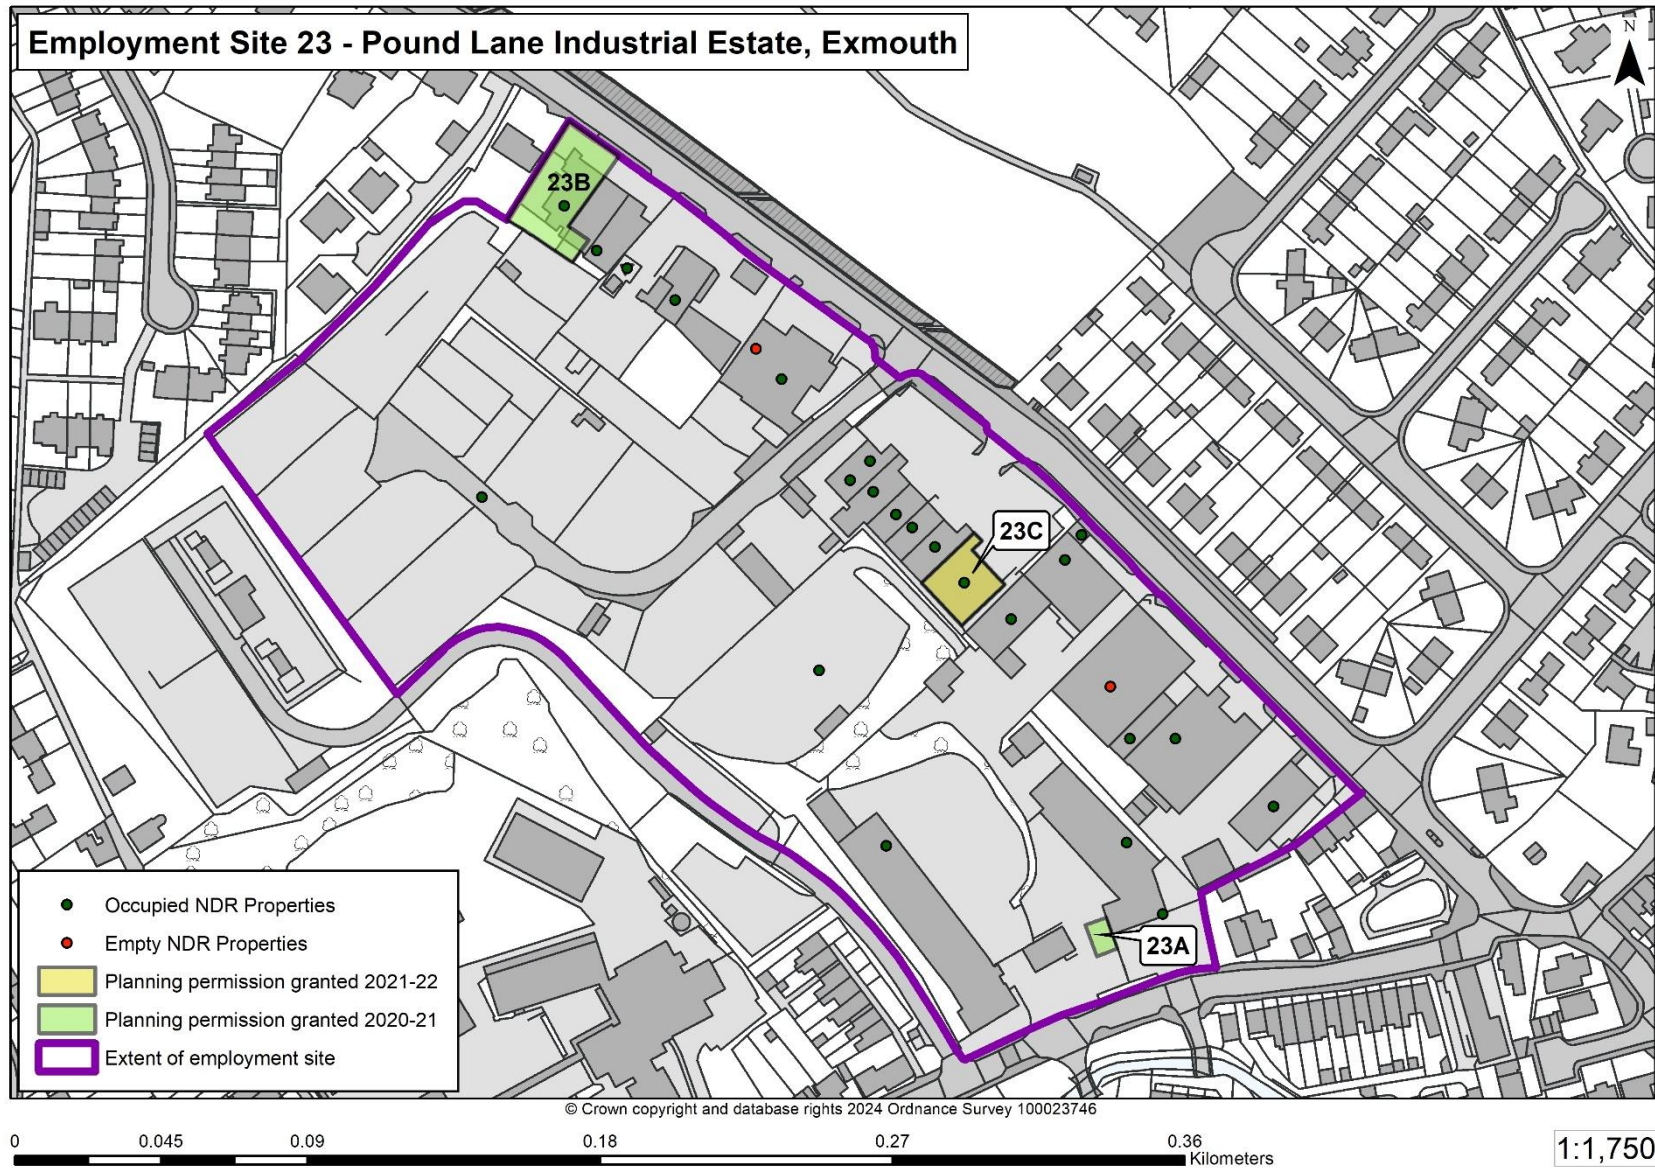 Employment Site 23 - Pound Lane Industrial Estate, Exmouth
N
23B
23C
23A
Occupied NDR Properties
Empty NDR Properties
Planning permission granted 2021-22
Planning permission granted 2020-21
Extent of employment site
© Crown copyright and database rights 2024 Ordnance Survey 100023746
0 0.045 0.09 0.18 0.27 0.36
Kilometers
1:1,750